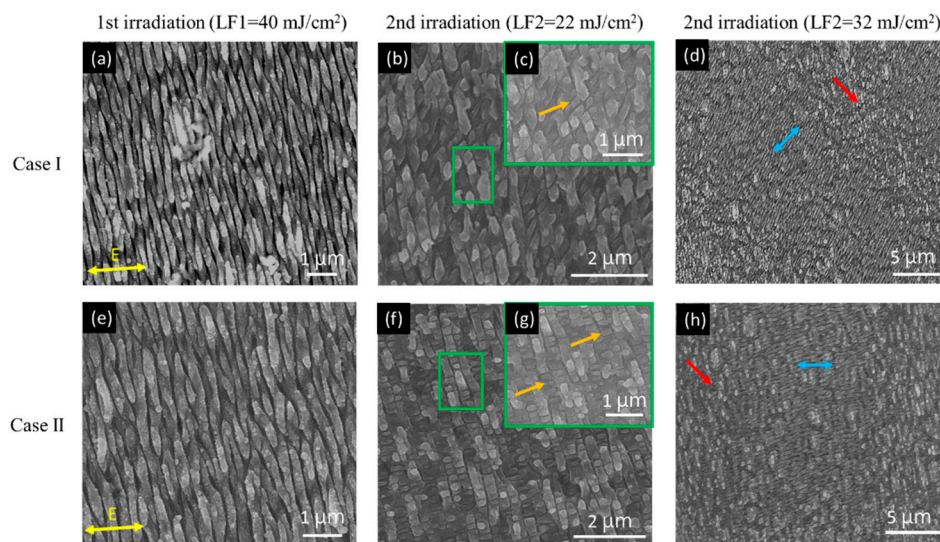 1st irradiation (LF1=40 mJ/cm²) 2nd irradiation (LF2=22 mJ/cm²) 2nd irradiation (LF2=32 mJ/cm²)
Case I
(a)
E
1 μm
(b)
2 μm
(c)
1 μm
(d)
5 μm
Case II
(e)
E
1 μm
(f)
2 μm
(g)
1 μm
(h)
5 μm